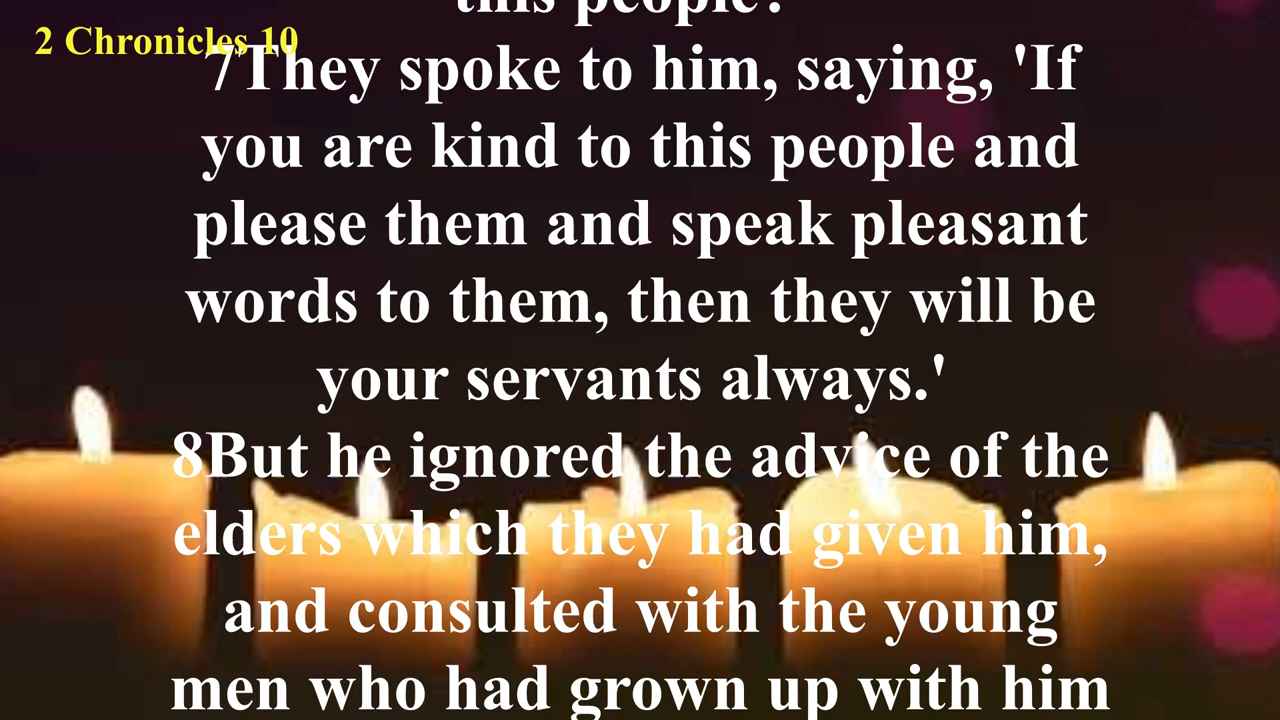 this people?
2 Chronicles 10
7They spoke to him, saying, 'If
you are kind to this people and
please them and speak pleasant
words to them, then they will be
your servants always.'
8But he ignored the advice of the
elders which they had given him,
and consulted with the young
men who had grown up with him